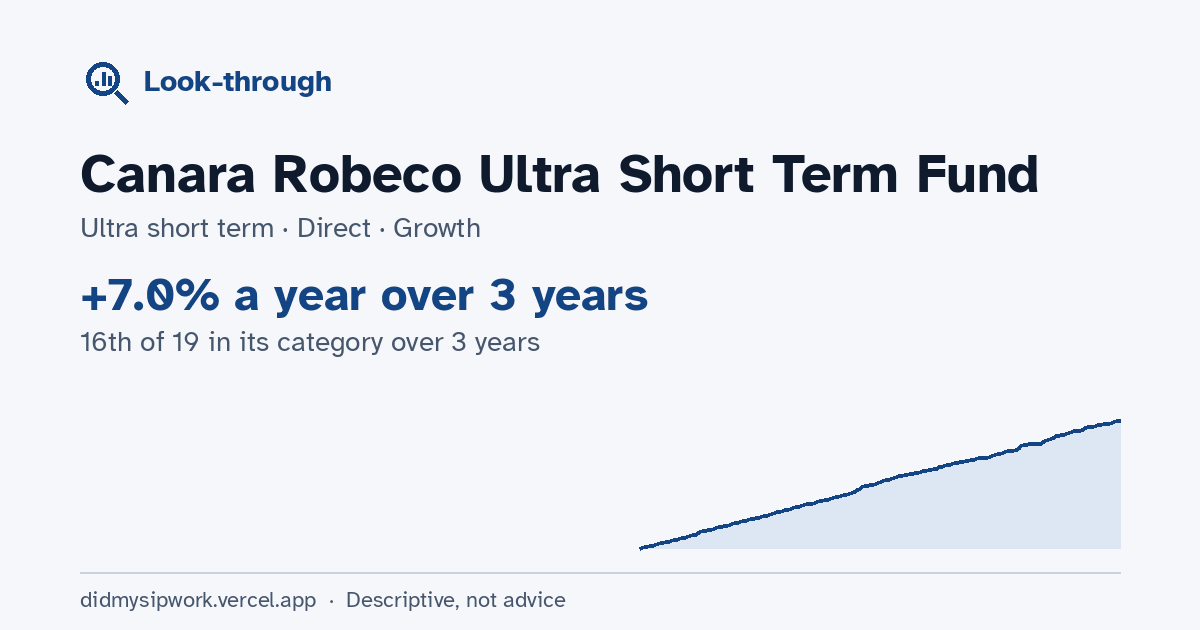 Look-through
Canara Robeco Ultra Short Term Fund
Ultra short term · Direct · Growth
+7.0% a year over 3 years
16th of 19 in its category over 3 years
didmysipwork.vercel.app · Descriptive, not advice